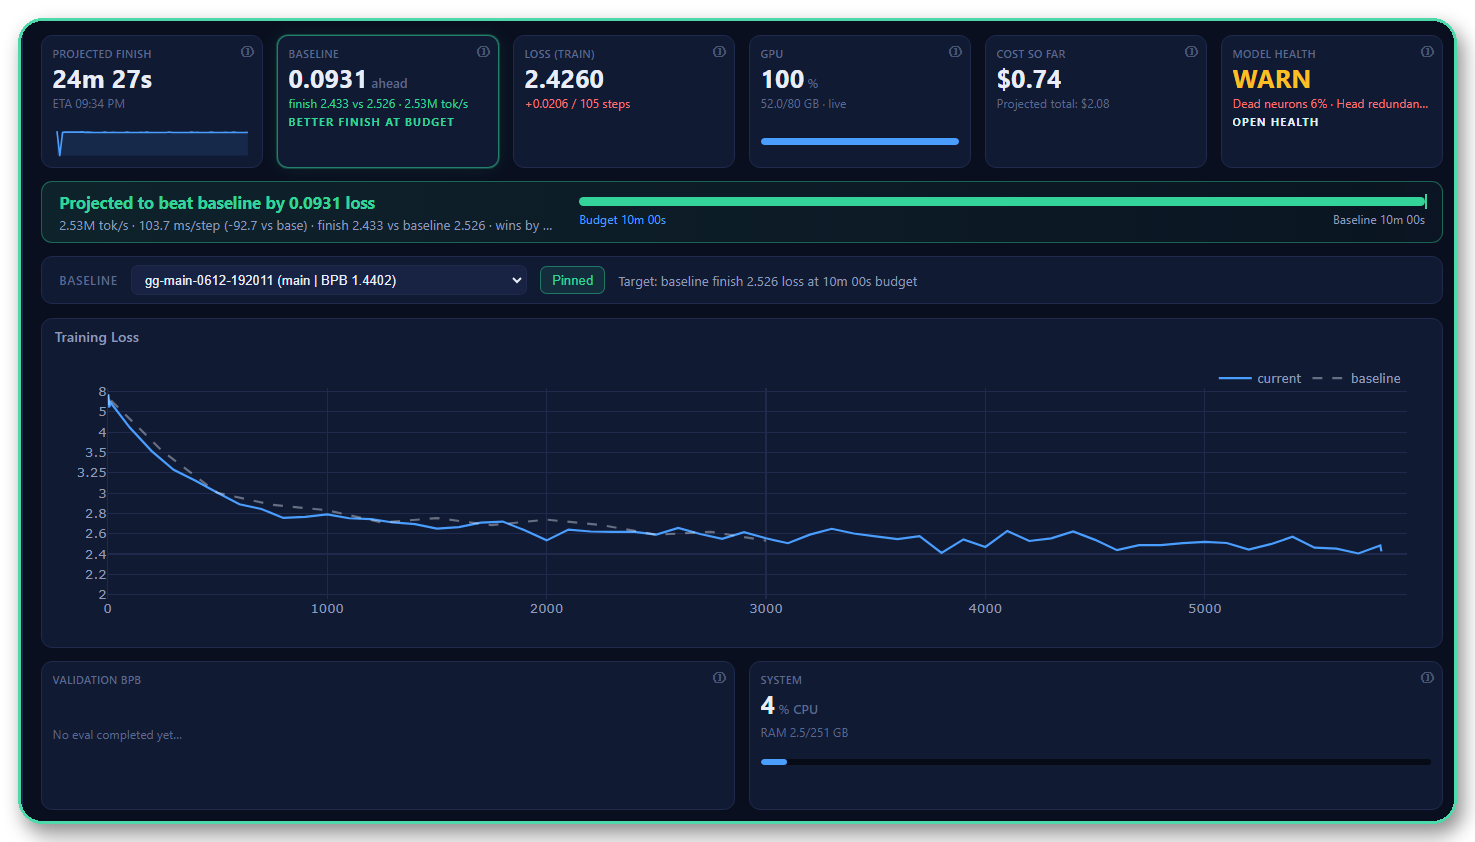 PROJECTED FINISH
24m 27s
ETA 09:34 PM
BASELINE
0.0931 ahead
finish 2.433 vs 2.526 · 2.53M tok/s
BETTER FINISH AT BUDGET
LOSS (TRAIN)
2.4260
+0.0206 / 105 steps
GPU
100 %
52.0/80 GB · live
COST SO FAR
$0.74
Projected total: $2.08
MODEL HEALTH
WARN
Dead neurons 6% · Head redundan...
OPEN HEALTH
Projected to beat baseline by 0.0931 loss
2.53M tok/s · 103.7 ms/step (-92.7 vs base) · finish 2.433 vs baseline 2.526 · wins by ...
Budget 10m 00s
Baseline 10m 00s
BASELINE
gg-main-0612-192011 (main | BPB 1.4402)
Pinned
Target: baseline finish 2.526 loss at 10m 00s budget
Training Loss
current
baseline
8
5
4
3.5
3.25
3
2.8
2.6
2.4
2.2
2
0 1000 2000 3000 4000 5000
VALIDATION BPB
No eval completed yet...
SYSTEM
4 % CPU
RAM 2.5/251 GB